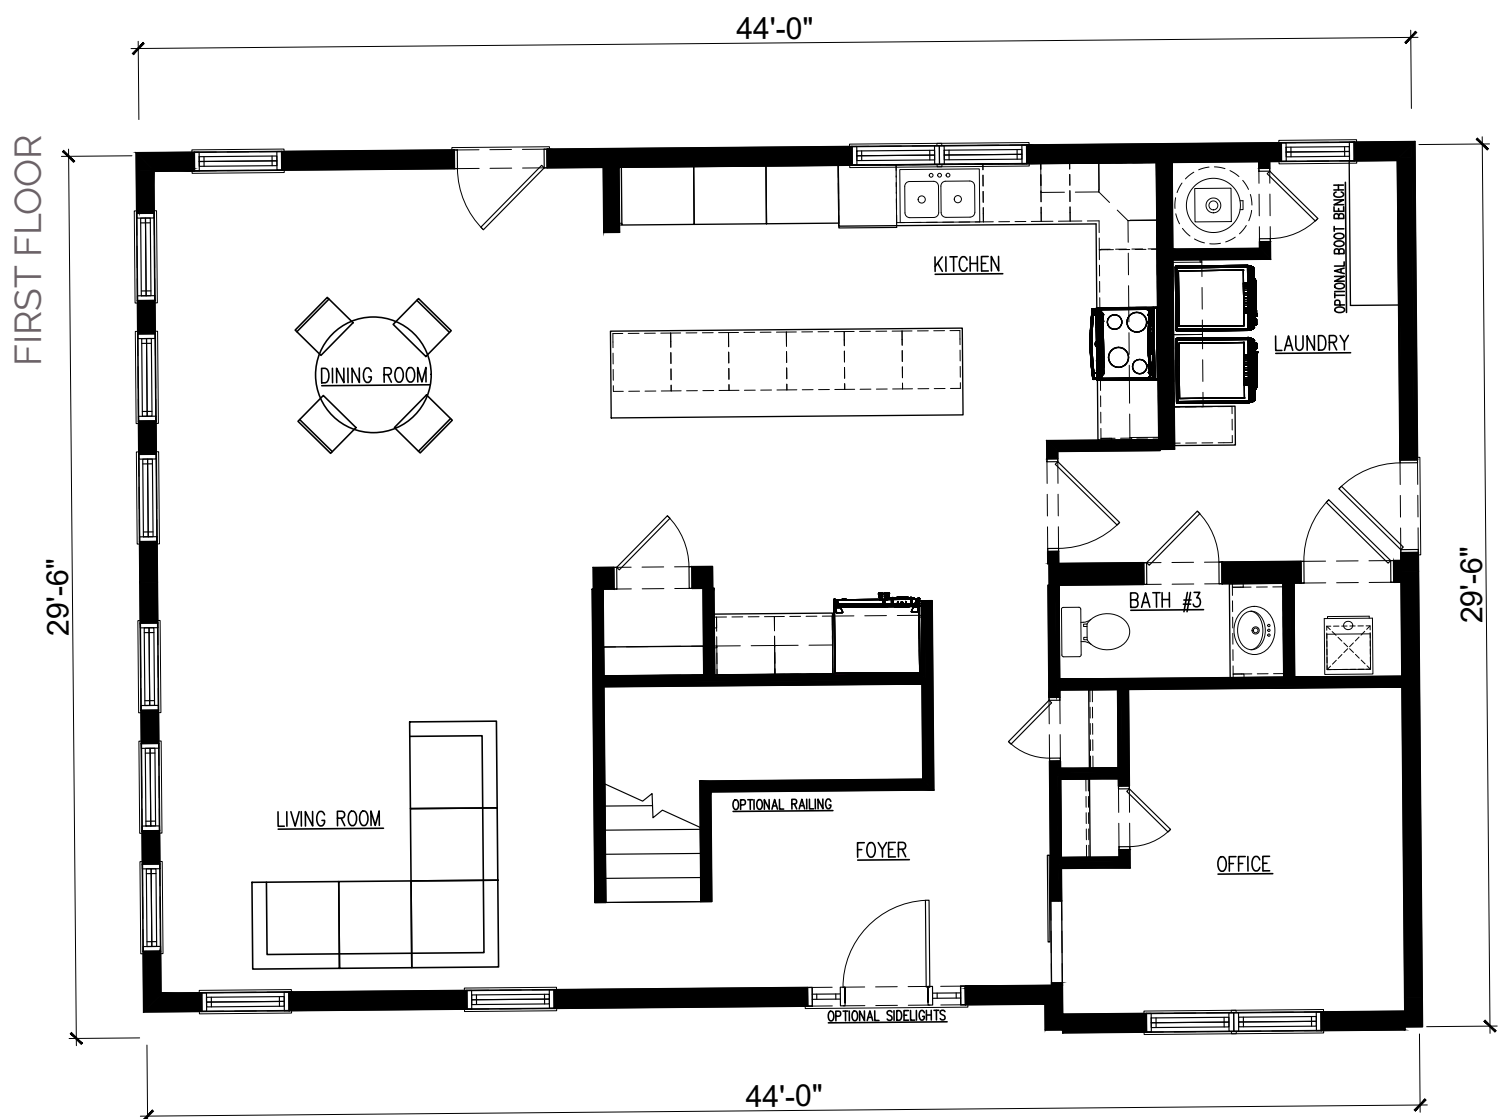 44'-0"
FIRST FLOOR
KITCHEN
OPTIONAL BOOT BENCH
LAUNDRY
DINING ROOM
29'-6"
29'-6"
BATH #3
OPTIONAL RAILING
LIVING ROOM
FOYER
OFFICE
OPTIONAL SIDELIGHTS
44'-0"